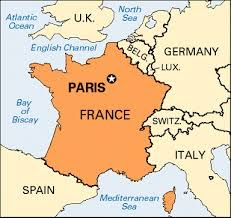 Atlantic
Ocean
U.K.
North
Sea
English Channel
BELG.
GERMANY
LUX.
PARIS
Bay
of
Biscay
FRANCE
SWITZ.
ITALY
SPAIN
Mediterranean
Sea